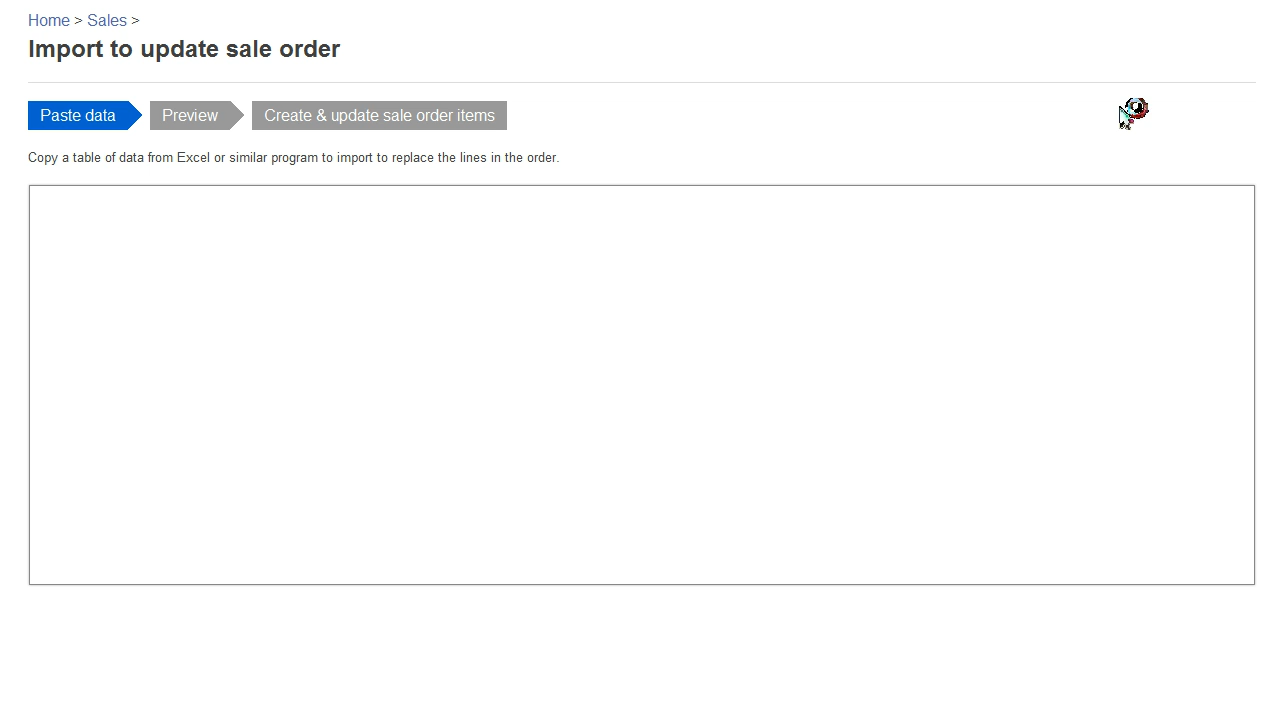 Home > Sales >
Import to update sale order
Paste data Preview Create & update sale order items
Copy a table of data from Excel or similar program to import to replace the lines in the order.